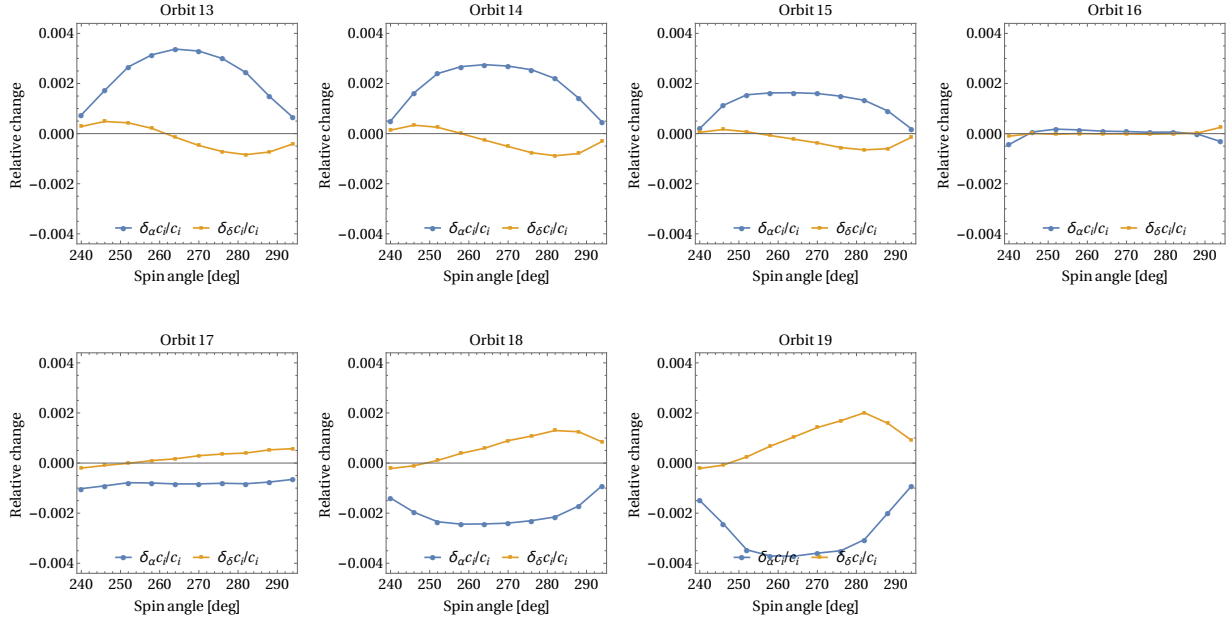 Orbit 13
Relative change
0.004
0.002
0.000
−0.002
−0.004
δαci/ci δδci/ci
240 250 260 270 280 290
Spin angle [deg]
Orbit 14
Relative change
0.004
0.002
0.000
−0.002
−0.004
δαci/ci δδci/ci
240 250 260 270 280 290
Spin angle [deg]
Orbit 15
Relative change
0.004
0.002
0.000
−0.002
−0.004
δαci/ci δδci/ci
240 250 260 270 280 290
Spin angle [deg]
Orbit 16
Relative change
0.004
0.002
0.000
−0.002
−0.004
δαci/ci δδci/ci
240 250 260 270 280 290
Spin angle [deg]
Orbit 17
Relative change
0.004
0.002
0.000
−0.002
−0.004
δαci/ci δδci/ci
240 250 260 270 280 290
Spin angle [deg]
Orbit 18
Relative change
0.004
0.002
0.000
−0.002
−0.004
δαci/ci δδci/ci
240 250 260 270 280 290
Spin angle [deg]
Orbit 19
Relative change
0.004
0.002
0.000
−0.002
−0.004
δαci/ci δδci/ci
240 250 260 270 280 290
Spin angle [deg]